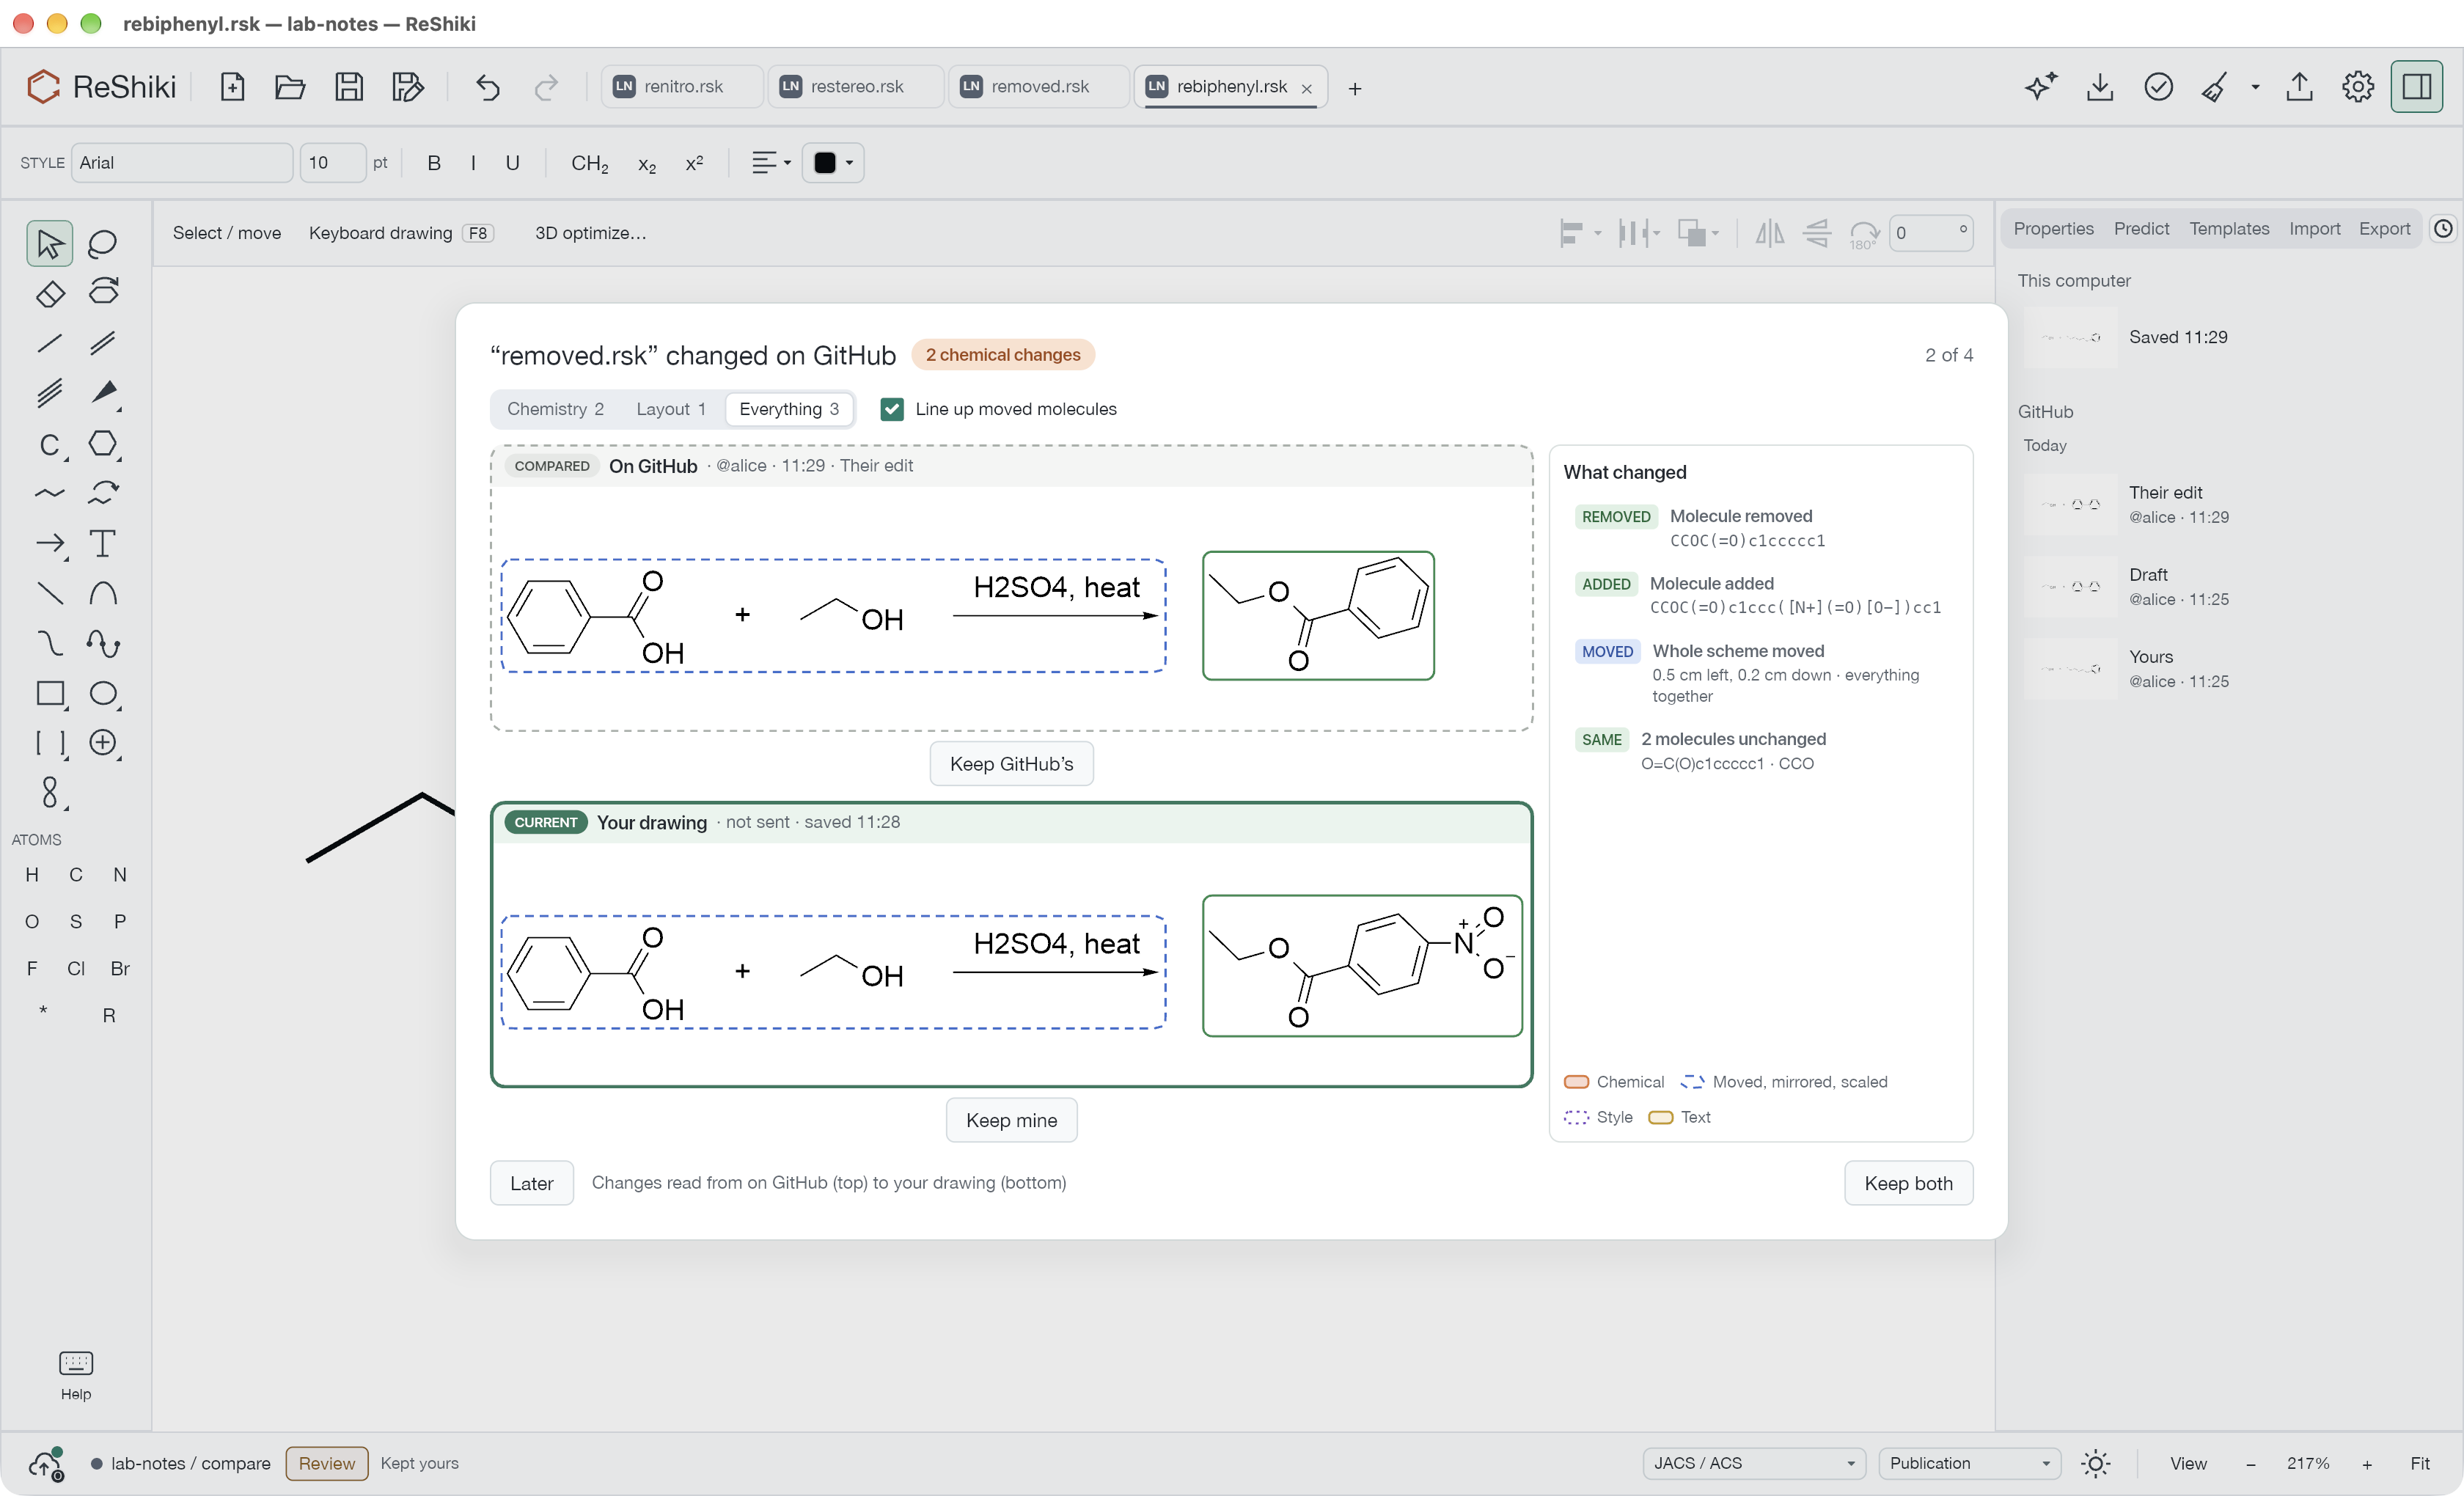 rebiphenyl.rsk — lab-notes — ReShiki
ReShiki
LN renitro.rsk
LN restereo.rsk
LN removed.rsk
LN rebiphenyl.rsk ×
+
STYLE Arial 10 pt B I U CH₂ x₂ x²
Select / move Keyboard drawing F8 3D optimize…
180° 0 °
Properties Predict Templates Import Export
C
T
[ ]
ATOMS
H C N
O S P
F Cl Br
* R
Help
“removed.rsk” changed on GitHub 2 chemical changes 2 of 4
Chemistry 2 Layout 1 Everything 3 Line up moved molecules
COMPARED On GitHub · @alice · 11:29 · Their edit
O
OH
+
OH
H2SO4, heat
O
O
Keep GitHub’s
CURRENT Your drawing · not sent · saved 11:28
O
OH
+
OH
H2SO4, heat
O
O
N+
O
O−
Keep mine
What changed
REMOVED Molecule removed
CCOC(=O)c1ccccc1
ADDED Molecule added
CCOC(=O)c1ccc([N+](=O)[O−])cc1
MOVED Whole scheme moved
0.5 cm left, 0.2 cm down · everything
together
SAME 2 molecules unchanged
O=C(O)c1ccccc1 · CCO
Chemical Moved, mirrored, scaled
Style Text
Later Changes read from on GitHub (top) to your drawing (bottom) Keep both
This computer
Saved 11:29
GitHub
Today
Their edit
@alice · 11:29
Draft
@alice · 11:25
Yours
@alice · 11:25
lab-notes / compare Review Kept yours
JACS / ACS Publication View − 217% + Fit